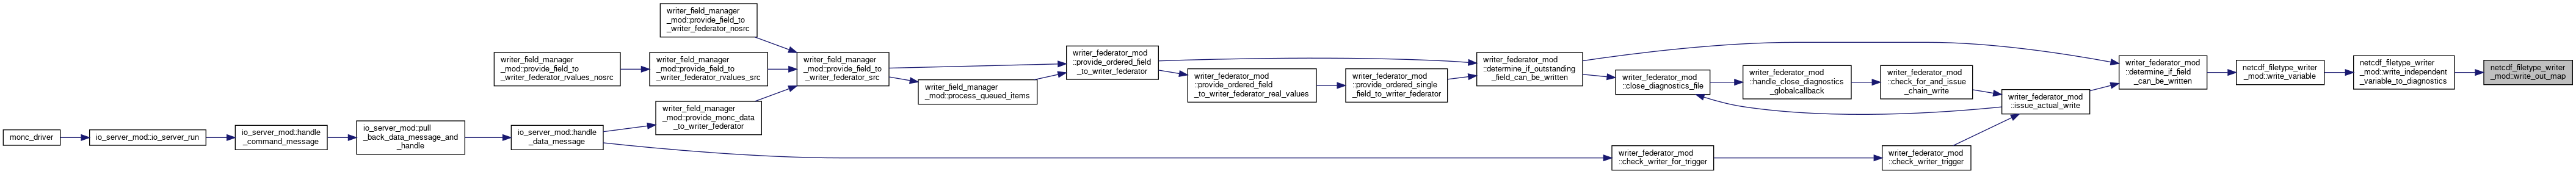 monc_driver
io_server_mod::io_server_run
io_server_mod::handle
_command_message
io_server_mod::pull
_back_data_message_and
_handle
io_server_mod::handle
_data_message
writer_field_manager
_mod::provide_field_to
_writer_federator_rvalues_nosrc
writer_field_manager
_mod::provide_field_to
_writer_federator_nosrc
writer_field_manager
_mod::provide_field_to
_writer_federator_rvalues_src
writer_field_manager
_mod::provide_monc_data
_to_writer_federator
writer_field_manager
_mod::provide_field_to
_writer_federator_src
writer_field_manager
_mod::process_queued_items
writer_federator_mod
::provide_ordered_field
_to_writer_federator
writer_federator_mod
::provide_ordered_field
_to_writer_federator_real_values
writer_federator_mod
::provide_ordered_single
_field_to_writer_federator
writer_federator_mod
::determine_if_outstanding
_field_can_be_written
writer_federator_mod
::close_diagnostics_file
writer_federator_mod
::check_writer_for_trigger
writer_federator_mod
::handle_close_diagnostics
_globalcallback
writer_federator_mod
::check_for_and_issue
_chain_write
writer_federator_mod
::check_writer_trigger
writer_federator_mod
::issue_actual_write
writer_federator_mod
::determine_if_field
_can_be_written
netcdf_filetype_writer
_mod::write_variable
netcdf_filetype_writer
_mod::write_independent
_variable_to_diagnostics
netcdf_filetype_writer
_mod::write_out_map